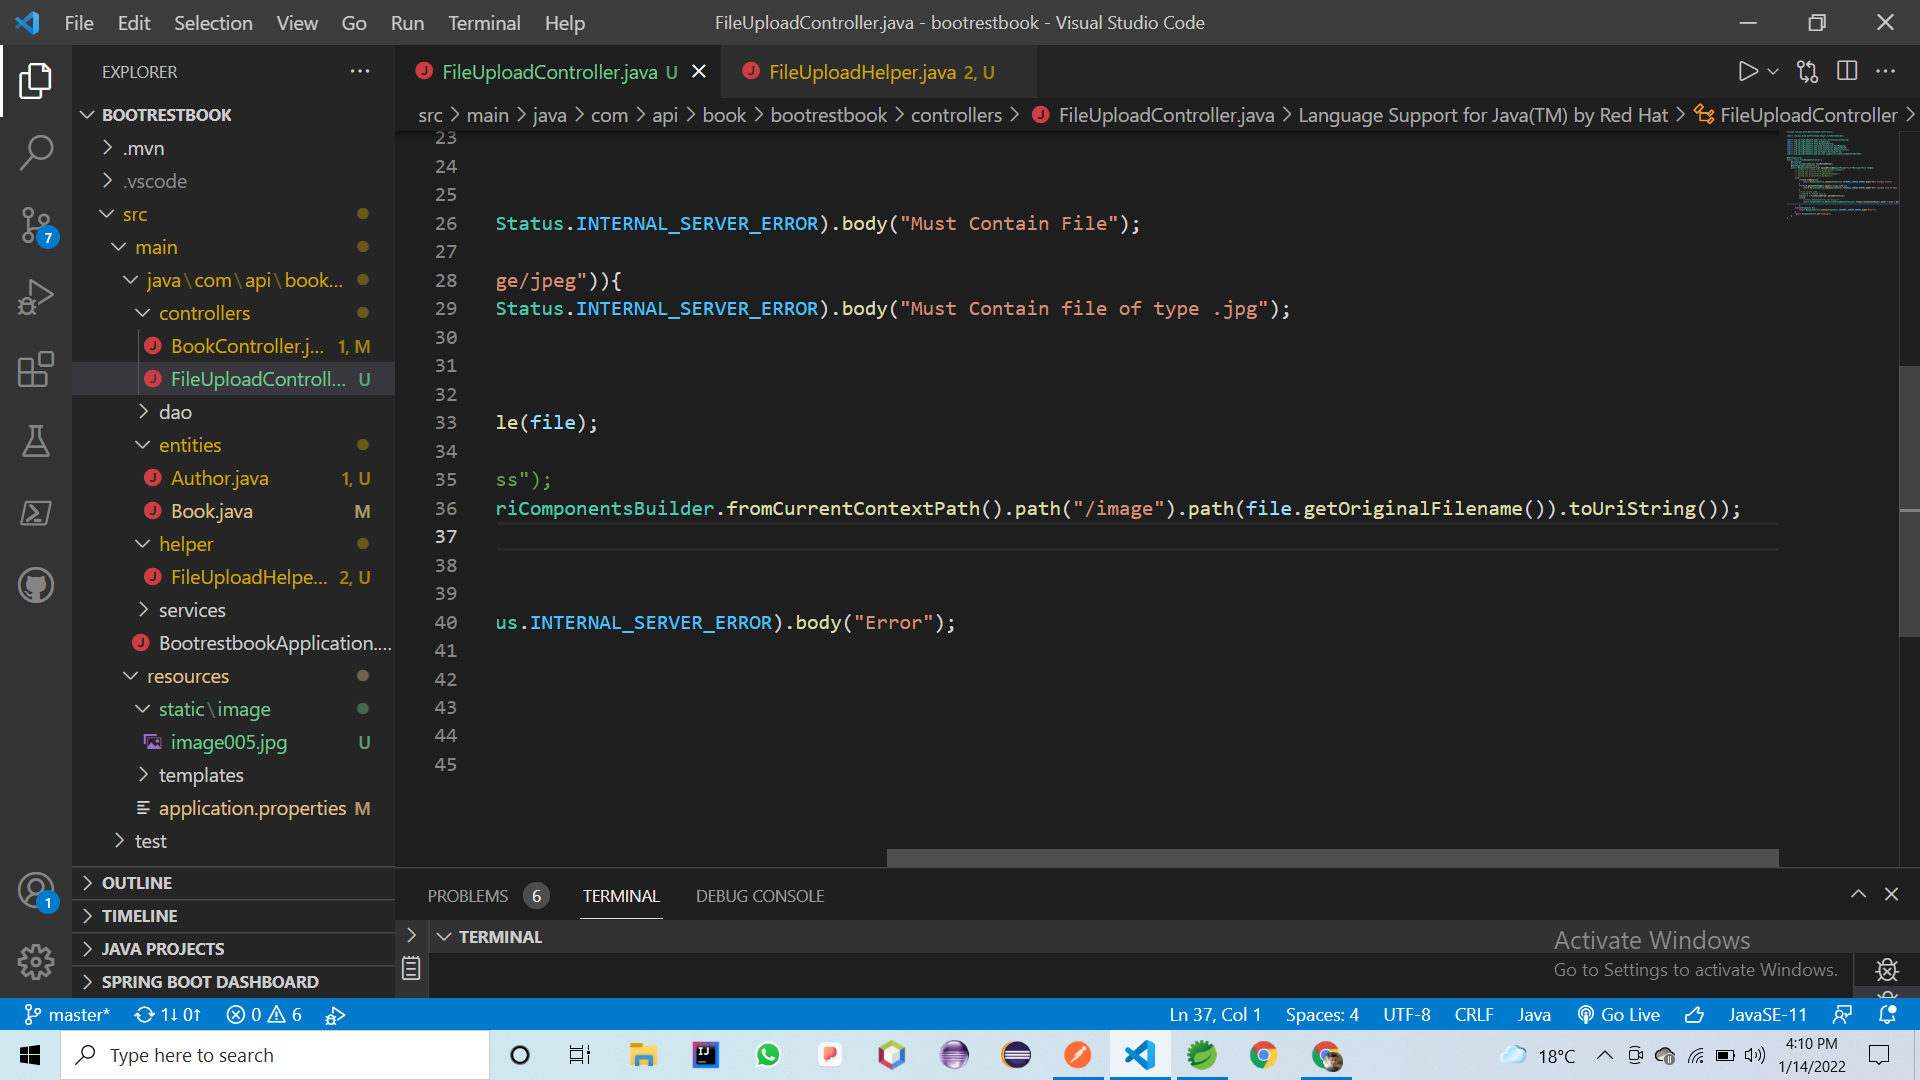 File Edit Selection View Go Run Terminal Help
FileUploadController.java - bootrestbook - Visual Studio Code
EXPLORER
BOOTRESTBOOK
.mvn
.vscode
src
main
java\com\api\book...
controllers
BookController.j... 1, M
FileUploadControll... U
dao
entities
Author.java 1, U
Book.java M
helper
FileUploadHelpe... 2, U
services
BootrestbookApplication....
resources
static\image
image005.jpg U
templates
application.properties M
test
OUTLINE
TIMELINE
JAVA PROJECTS
SPRING BOOT DASHBOARD
7
1
FileUploadController.java U
FileUploadHelper.java 2, U
src > main > java > com > api > book > bootrestbook > controllers > FileUploadController.java > Language Support for Java(TM) by Red Hat > FileUploadController >
23
24
25
26 Status.INTERNAL_SERVER_ERROR).body("Must Contain File");
27
28 ge/jpeg")){
29 Status.INTERNAL_SERVER_ERROR).body("Must Contain file of type .jpg");
30
31
32
33 le(file);
34
35 ss");
36 riComponentsBuilder.fromCurrentContextPath().path("/image").path(file.getOriginalFilename()).toUriString());
37
38
39
40 us.INTERNAL_SERVER_ERROR).body("Error");
41
42
43
44
45
PROBLEMS 6 TERMINAL DEBUG CONSOLE
TERMINAL
Activate Windows
Go to Settings to activate Windows.
master* 1↓ 0↑ 0 6
Ln 37, Col 1 Spaces: 4 UTF-8 CRLF Java Go Live JavaSE-11
Type here to search
18°C
4:10 PM
1/14/2022